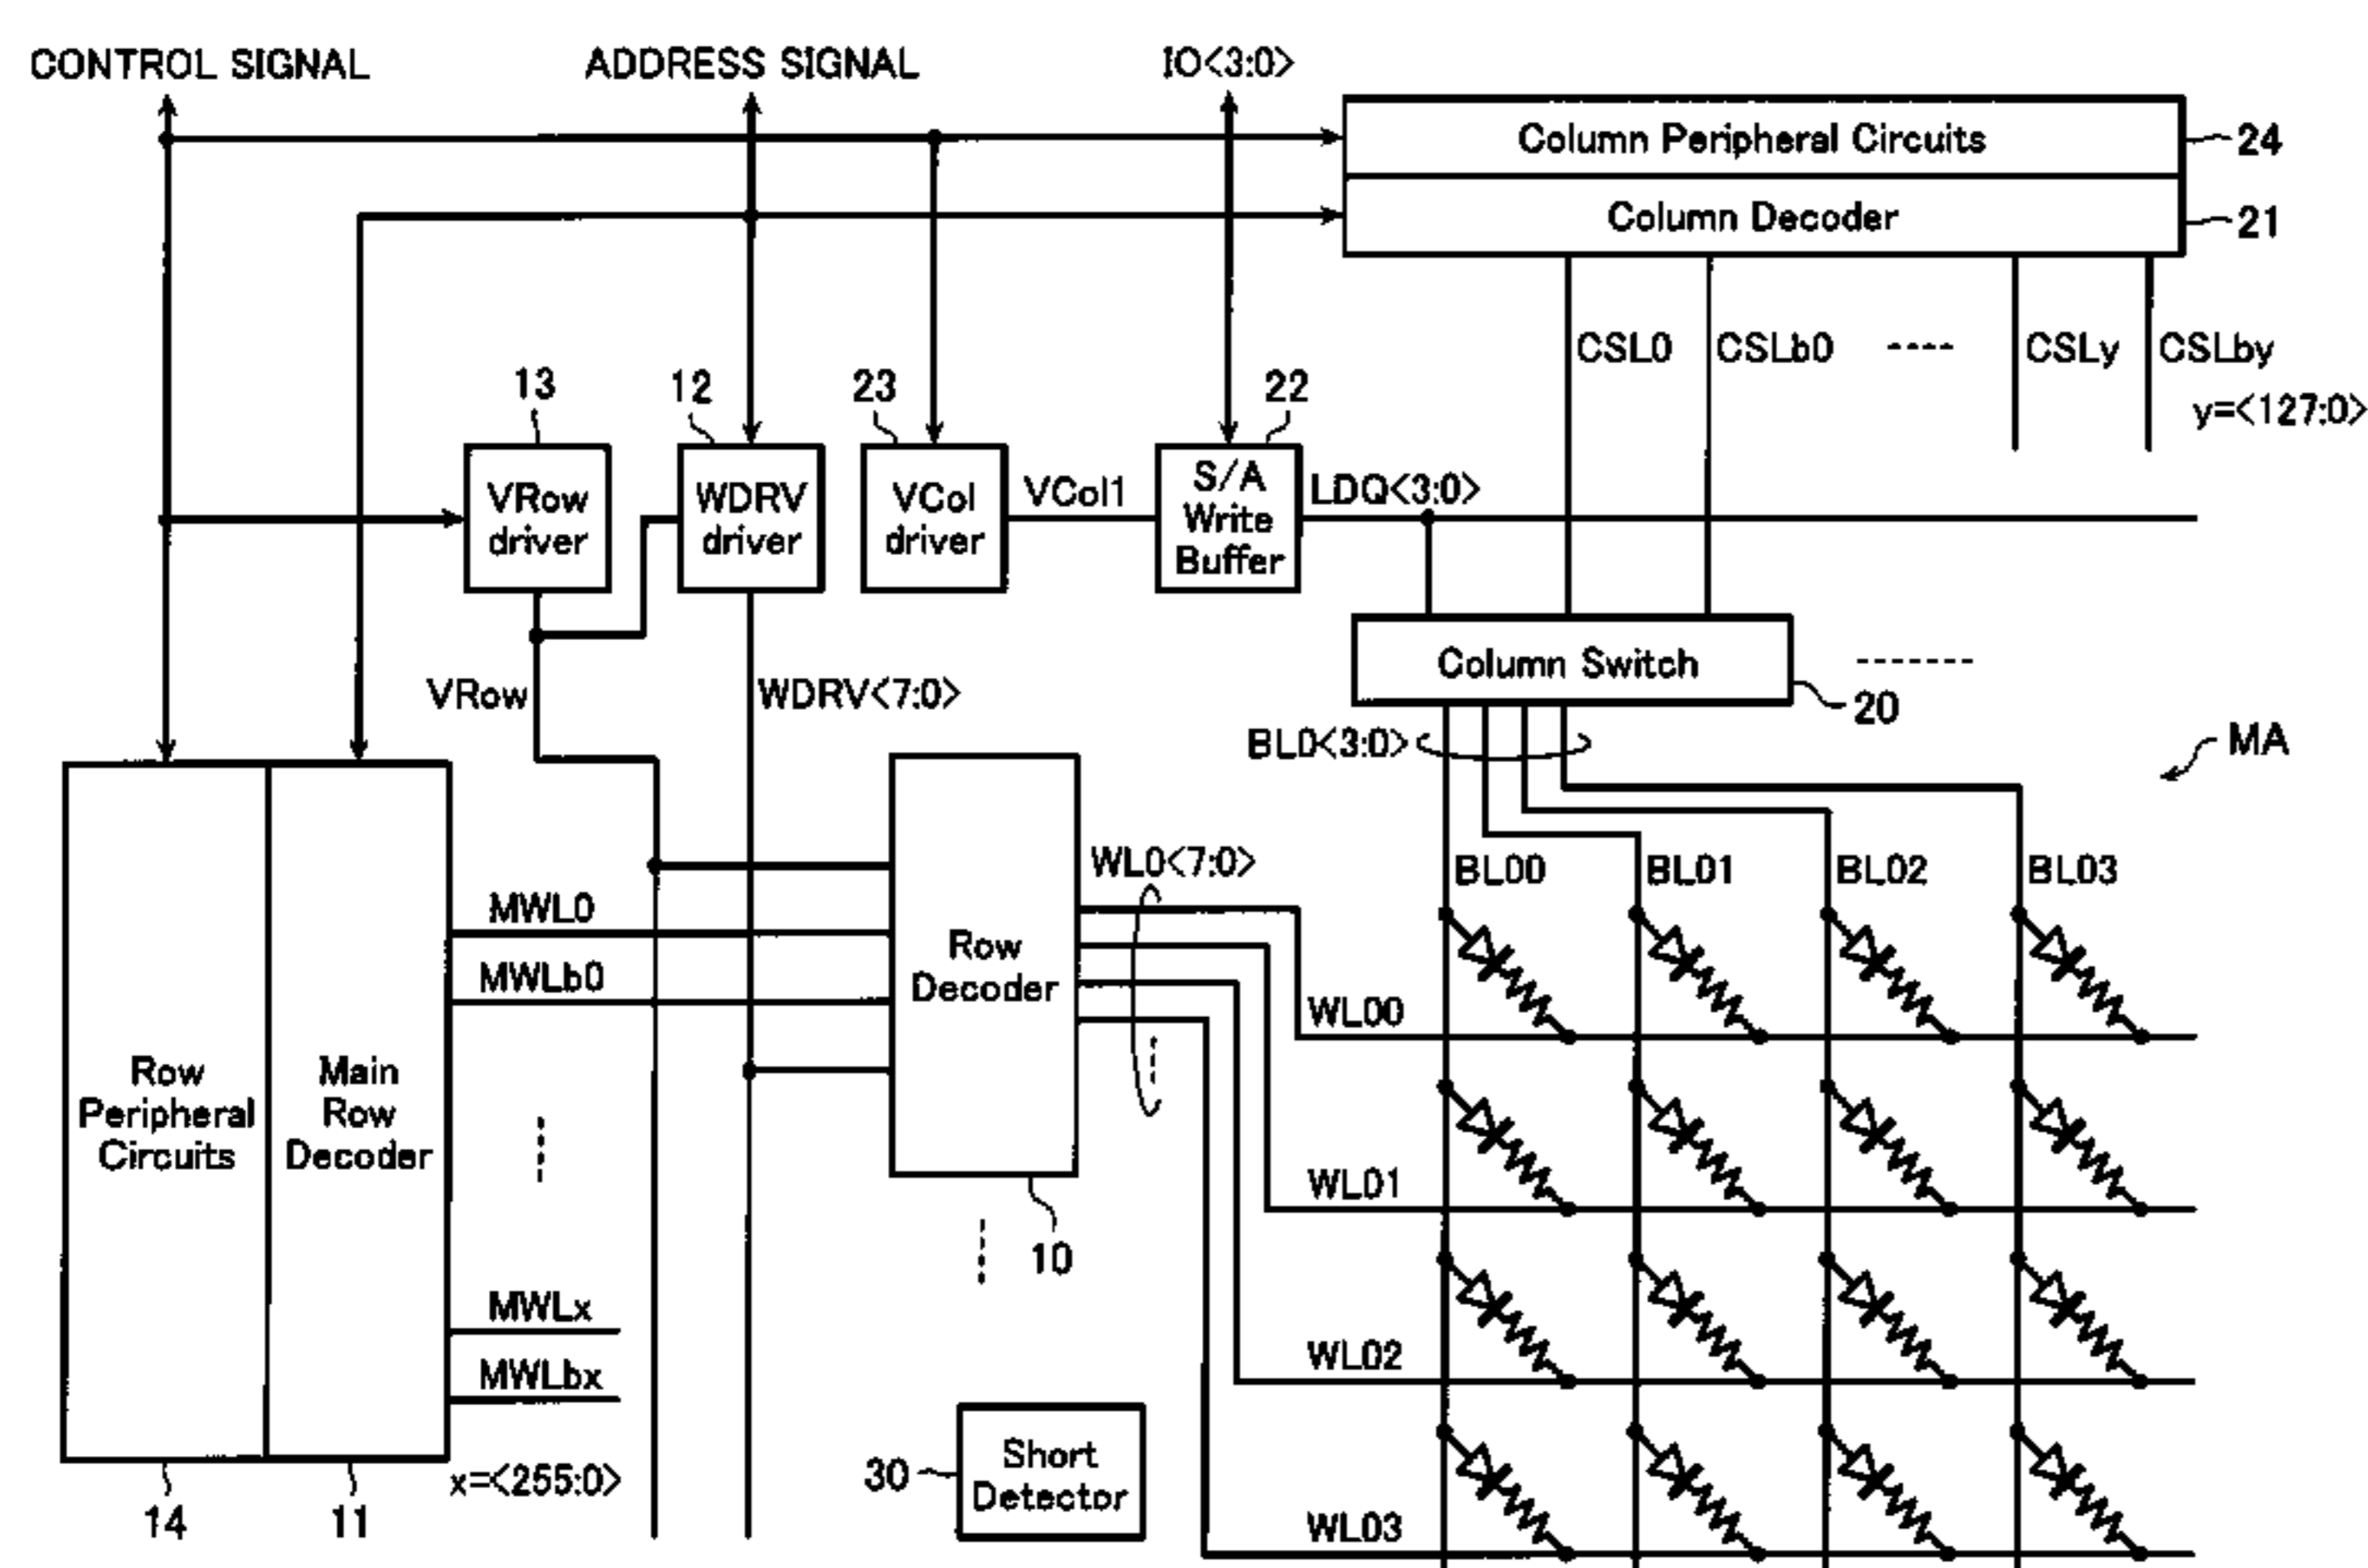 CONTROL SIGNAL
ADDRESS SIGNAL
IO<3:0>
Column Peripheral Circuits
24
Column Decoder
21
CSL0
CSLb0
CSLy
CSLby
y=<127:0>
13
12
23
22
VRow
driver
WDRV
driver
VCol
driver
VCol1
S/A
Write
Buffer
LDQ<3:0>
Column Switch
20
VRow
WDRV<7:0>
BL0<3:0>
MA
WL0<7:0>
BL00
BL01
BL02
BL03
MWL0
MWLb0
Row
Decoder
WL00
Row
Peripheral
Circuits
Main
Row
Decoder
WL01
10
MWLx
MWLbx
WL02
x=<255:0>
14
11
30
Short
Detector
WL03